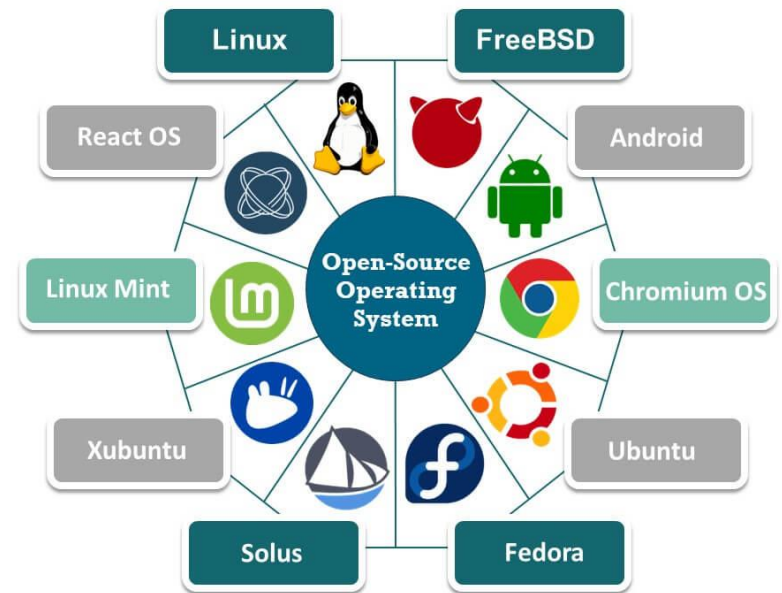 Linux
FreeBSD
React OS
Android
Linux Mint
Open-Source
Operating
System
Chromium OS
Xubuntu
Ubuntu
Solus
Fedora